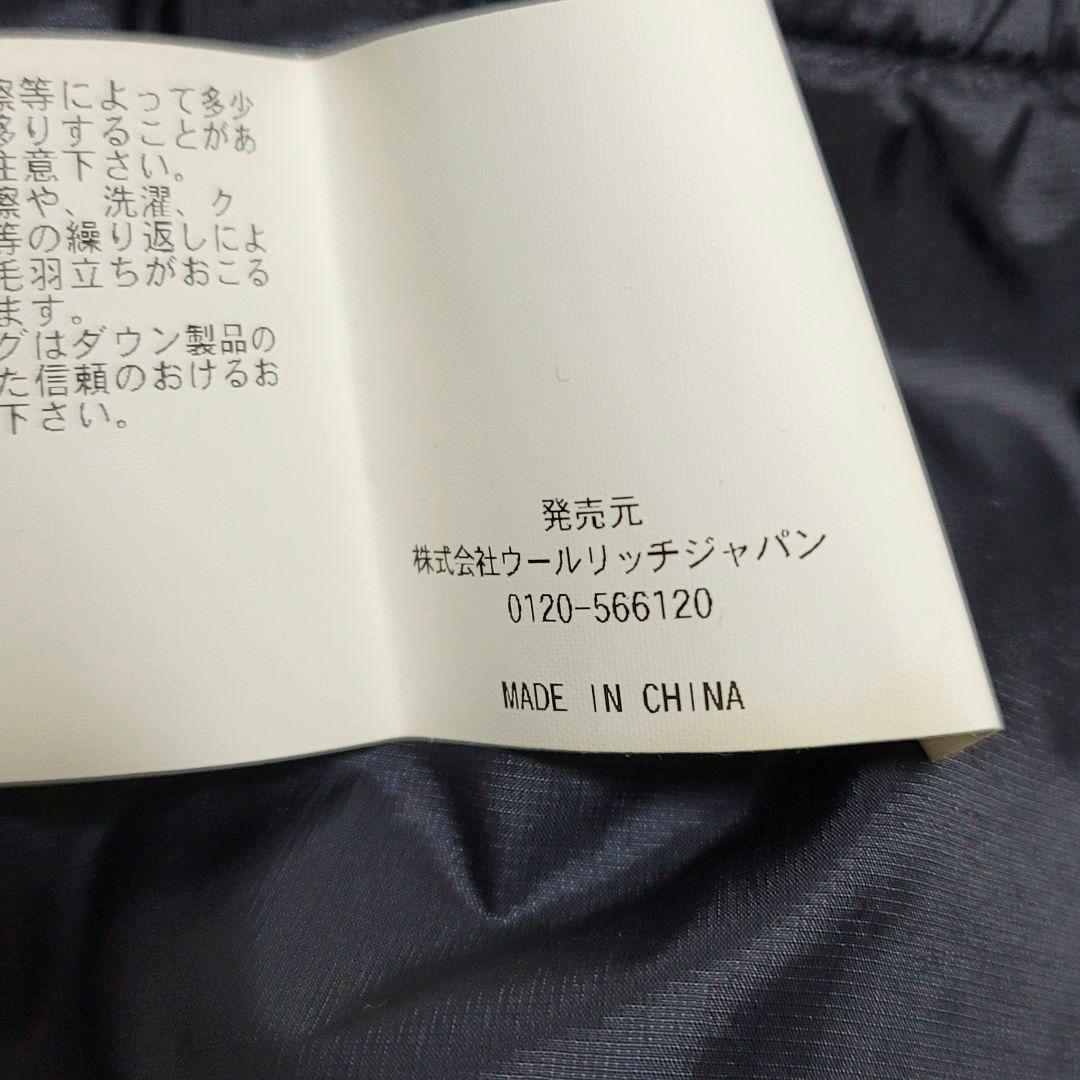 擦等によって多少
移りすることがあ
注意下さい。
擦や、洗濯、ク
等の繰り返しによ
毛羽立ちがおこる
ます。
グはダウン製品の
た信頼のおけるお
下さい。
発売元
株式会社ウールリッチジャパン
0120-566120
MADE IN CHINA